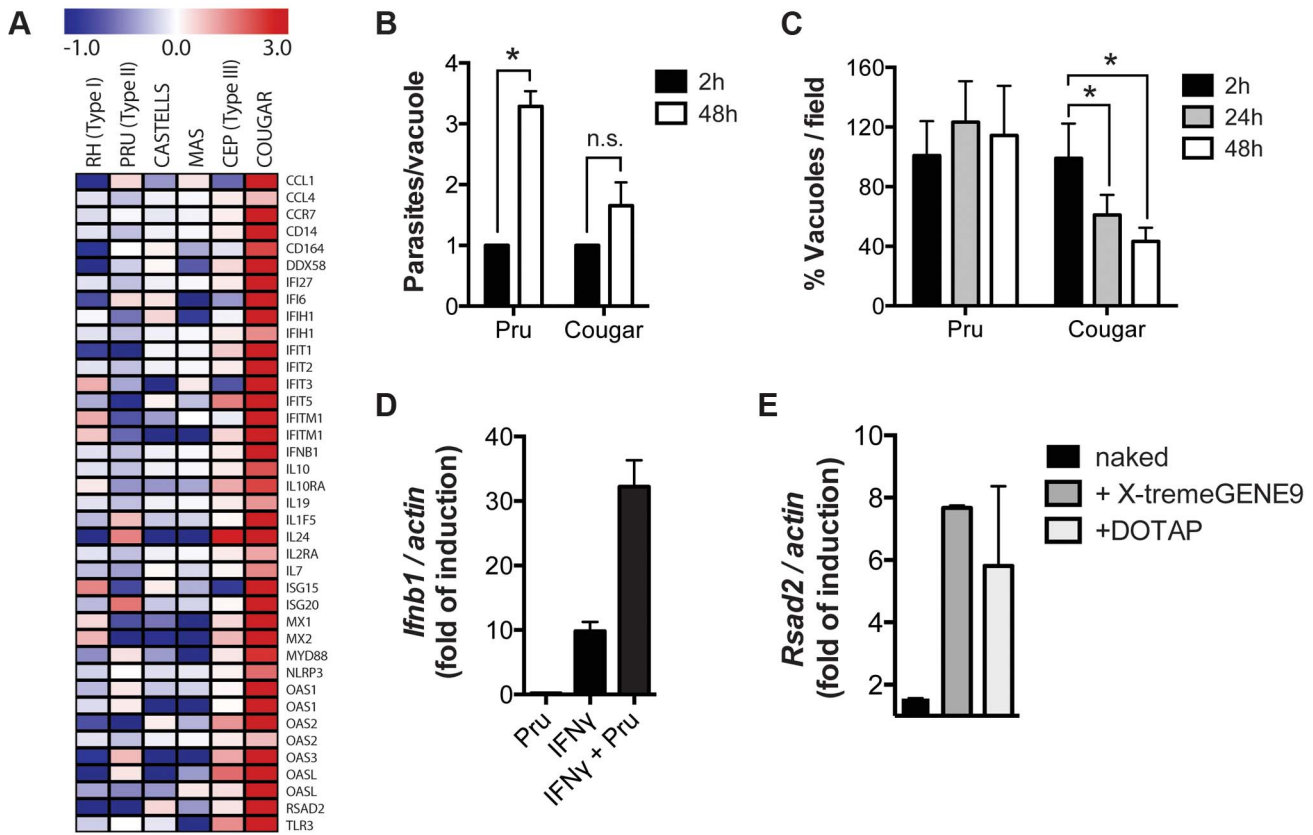 A
-1.0 0.0 3.0
RH (Type I)
PRU (Type II)
CASTELLS
MAS
CEP (Type III)
COUGAR
CCL1
CCL4
CCR7
CD14
CD164
DDX58
IFI27
IFI6
IFIH1
IFIH1
IFIT1
IFIT2
IFIT3
IFIT5
IFITM1
IFITM1
IFNB1
IL10
IL10RA
IL19
IL1F5
IL24
IL2RA
IL7
ISG15
ISG20
MX1
MX2
MYD88
NLRP3
OAS1
OAS1
OAS2
OAS2
OAS3
OASL
OASL
RSAD2
TLR3
B
Parasites/vacuole
4
3
2
1
0
*
n.s.
2h
48h
Pru Cougar
C
% Vacuoles / field
160
120
80
40
0
*
*
2h
24h
48h
Pru Cougar
D
Ifnb1 / actin
(fold of induction)
40
30
20
10
0
Pru
IFNγ
IFNγ + Pru
E
Rsad2 / actin
(fold of induction)
10
8
6
4
2
naked
+ X-tremeGENE9
+DOTAP